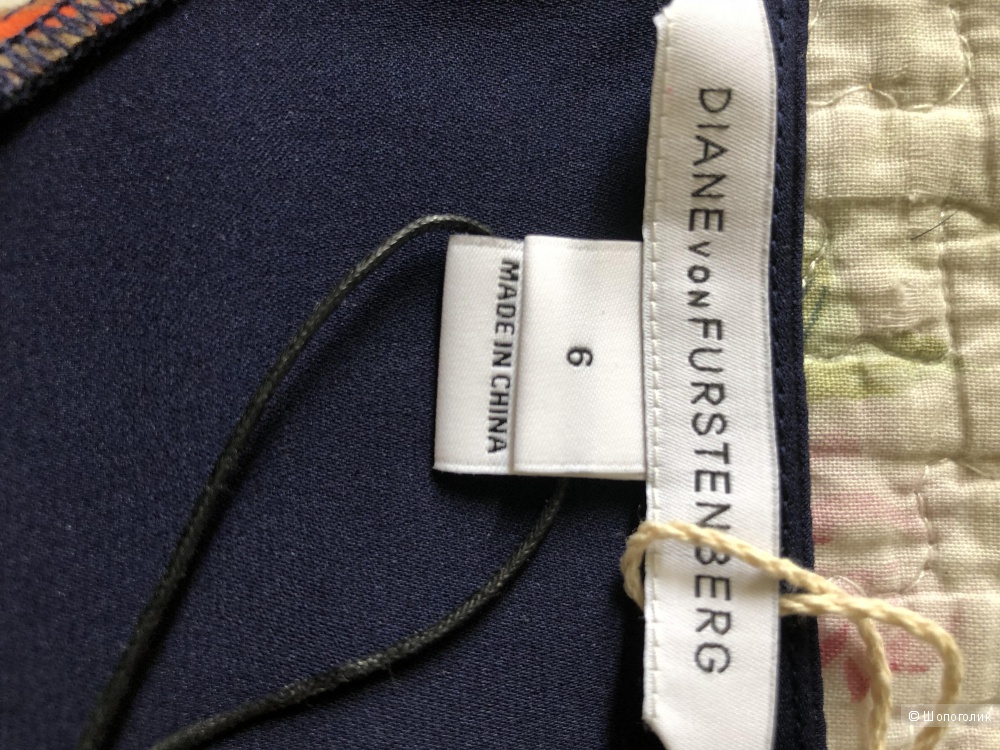 DIANE VON FURSTENBERG
6
MADE IN CHINA
© Шопоголик